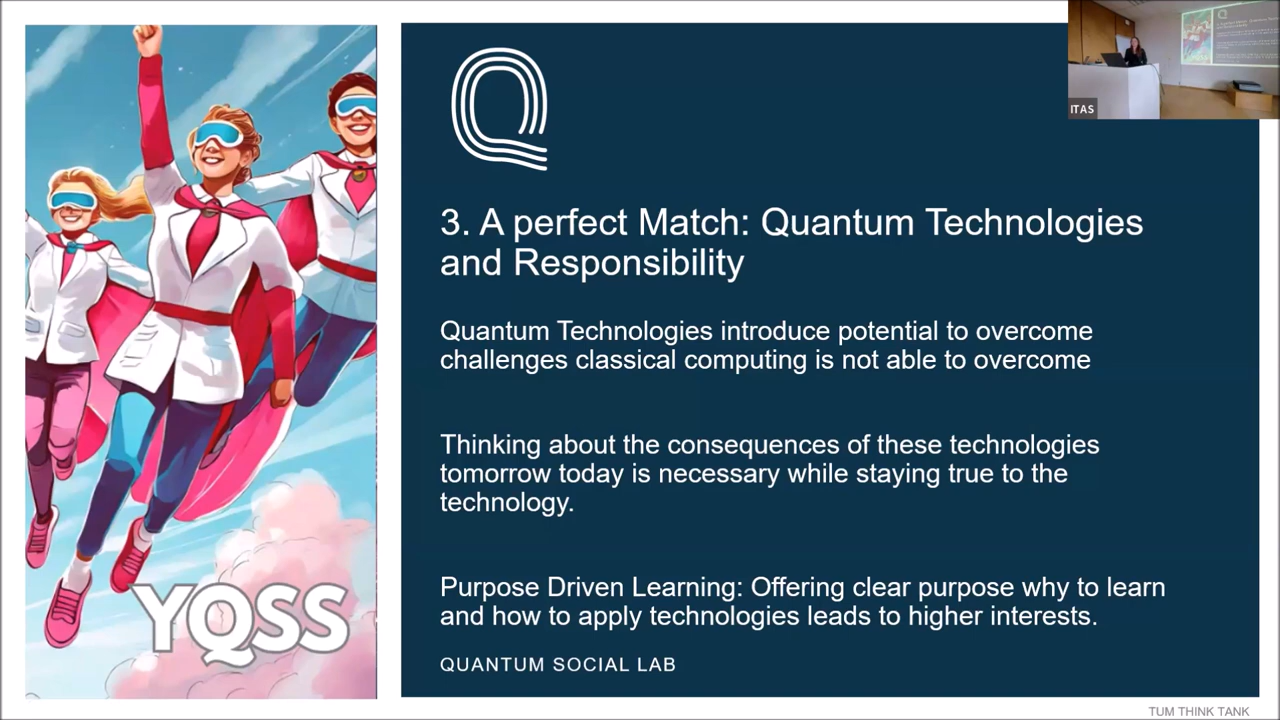 ITAS
3. A perfect Match: Quantum Technologies
and Responsibility
Quantum Technologies introduce potential to overcome
challenges classical computing is not able to overcome
Thinking about the consequences of these technologies
tomorrow today is necessary while staying true to the
technology.
Purpose Driven Learning: Offering clear purpose why to learn
and how to apply technologies leads to higher interests.
YQSS
QUANTUM SOCIAL LAB
TUM THINK TANK